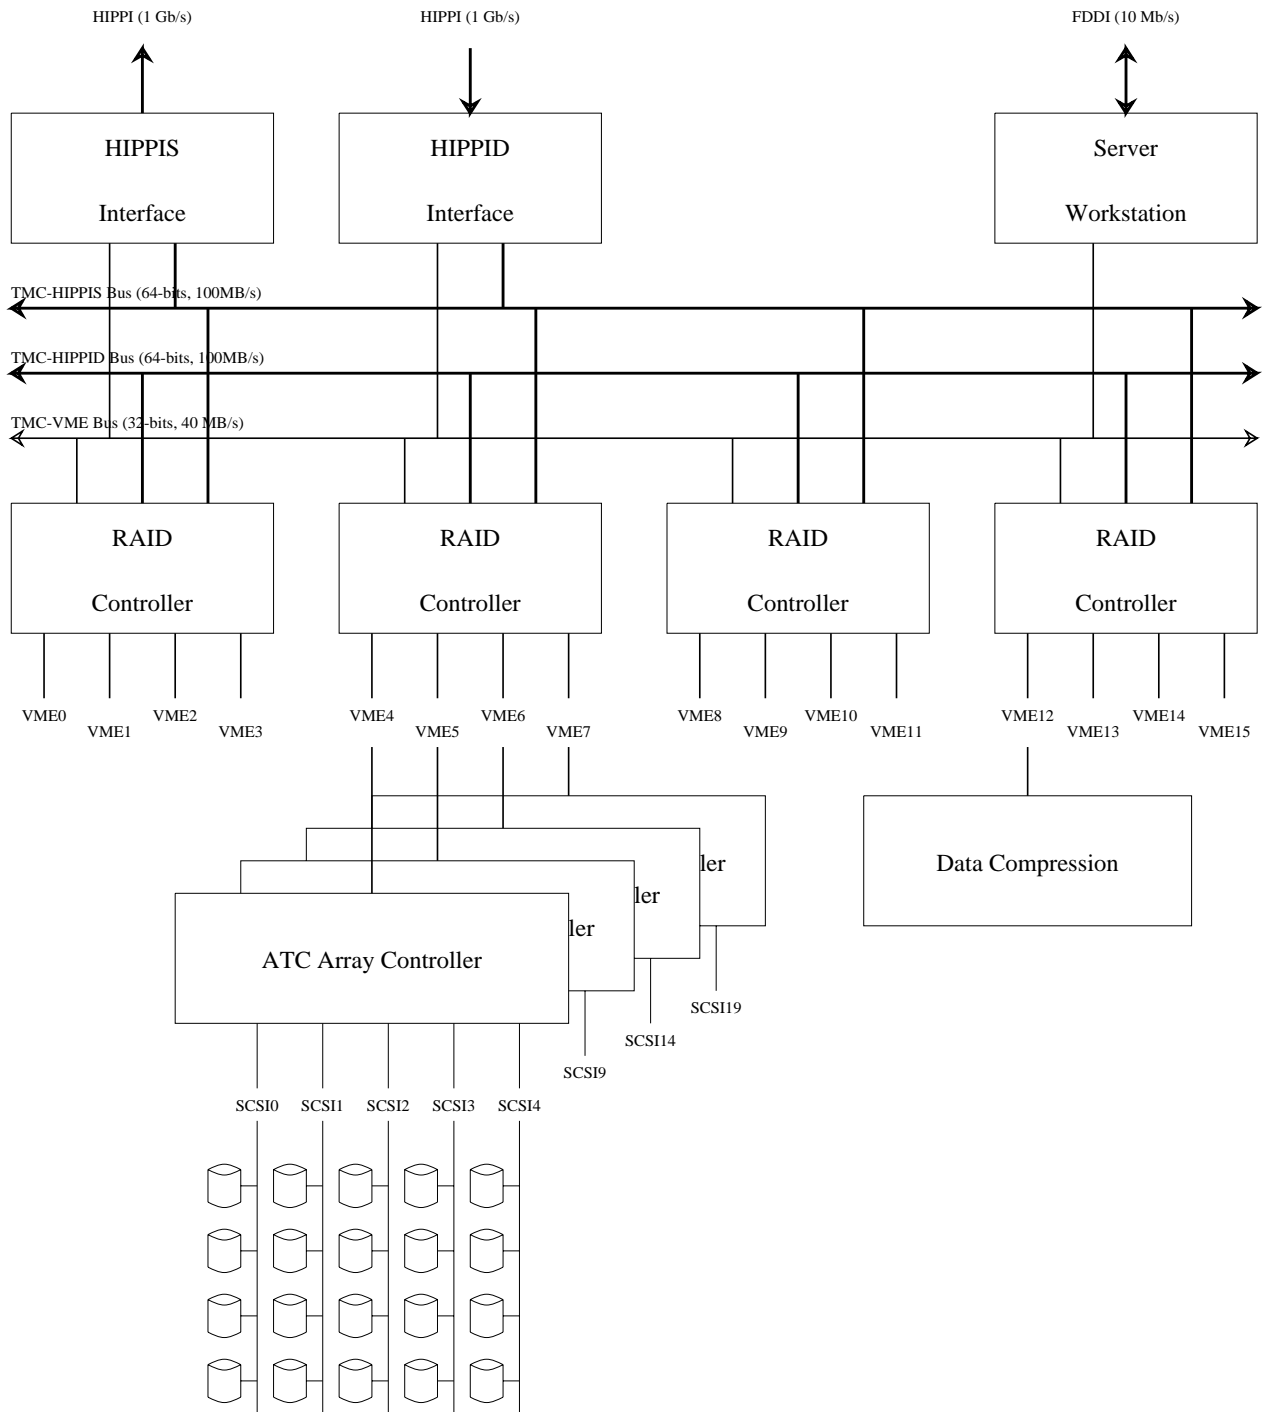 HIPPI (1 Gb/s)
HIPPI (1 Gb/s)
FDDI (10 Mb/s)
HIPPIS
Interface
HIPPID
Interface
Server
Workstation
TMC-HIPPIS Bus (64-bits, 100MB/s)
TMC-HIPPID Bus (64-bits, 100MB/s)
TMC-VME Bus (32-bits, 40 MB/s)
RAID
Controller
RAID
Controller
RAID
Controller
RAID
Controller
VME0
VME1
VME2
VME3
VME4
VME5
VME6
VME7
VME8
VME9
VME10
VME11
VME12
VME13
VME14
VME15
ler
ler
ler
ATC Array Controller
Data Compression
SCSI19
SCSI14
SCSI9
SCSI0
SCSI1
SCSI2
SCSI3
SCSI4